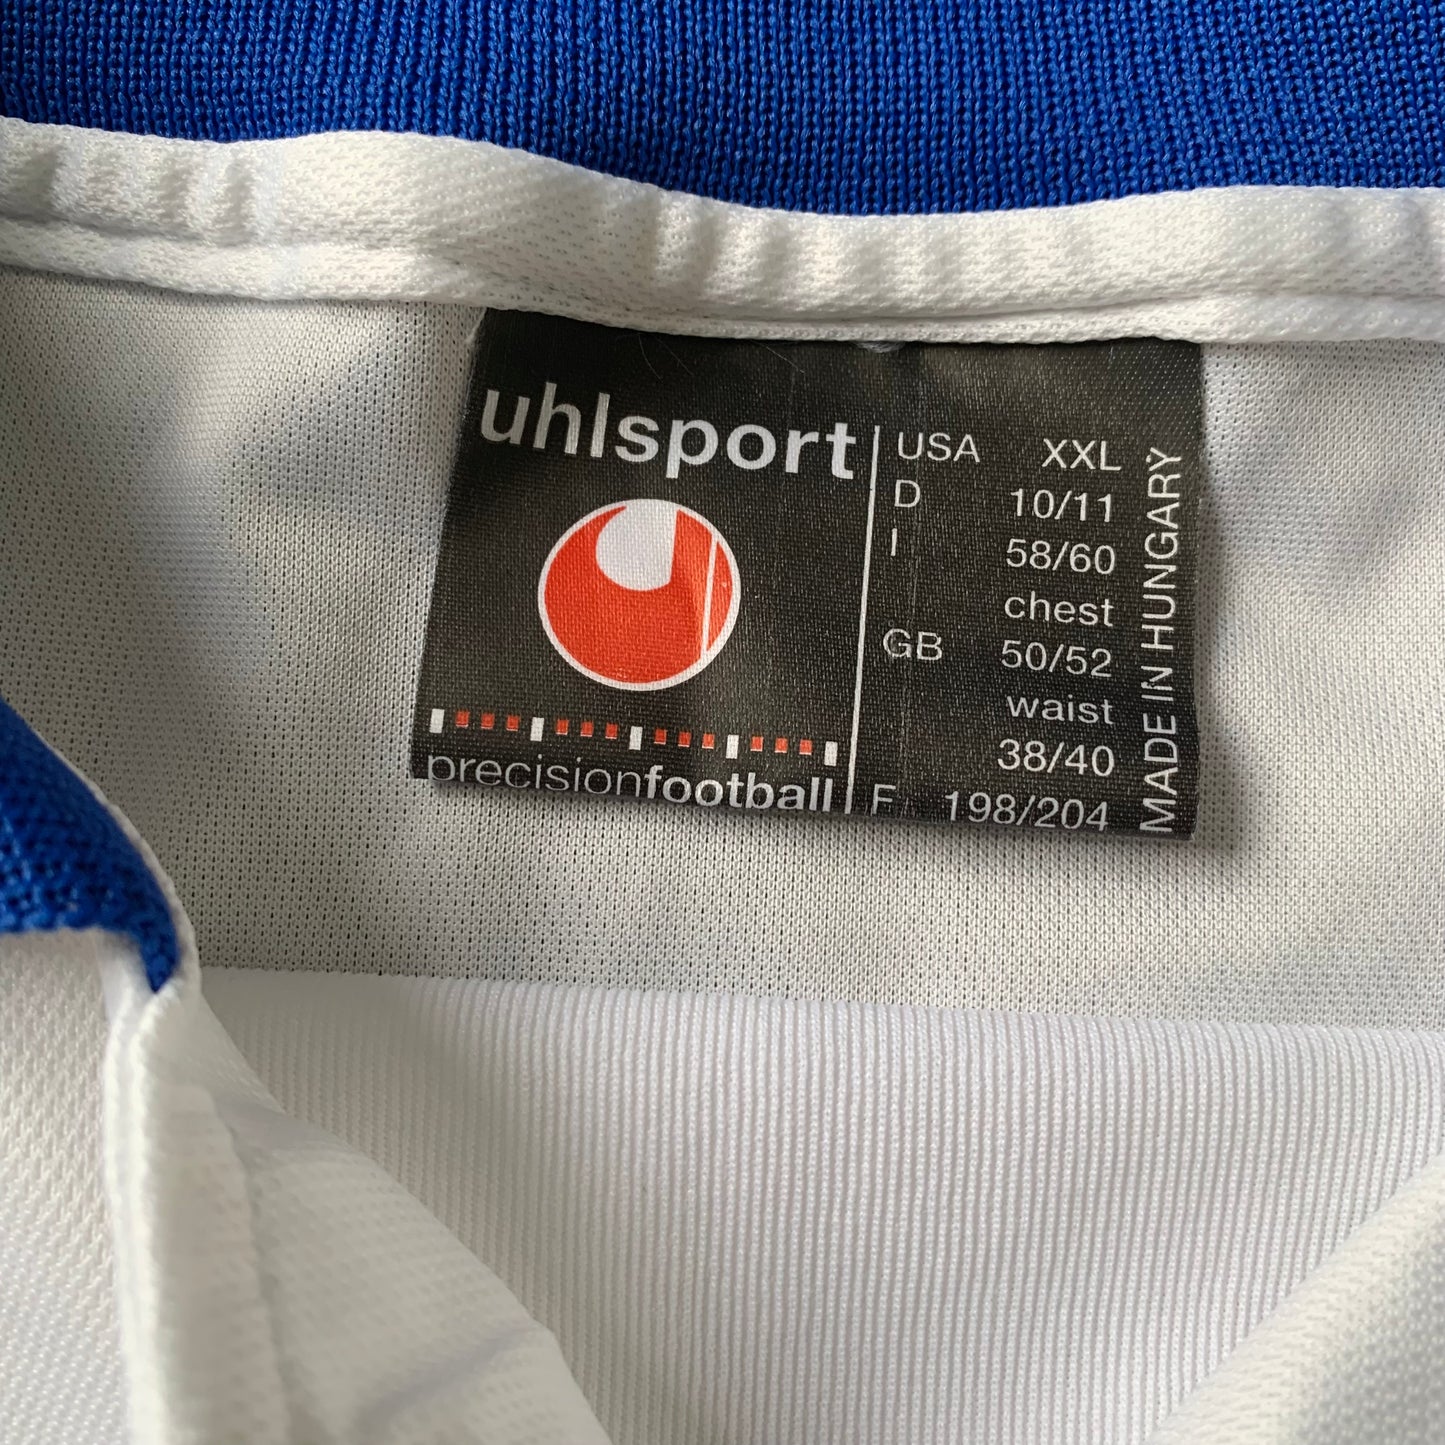 uhlsport
precisionfootball
USA XXL
D 10/11
I 58/60
chest
GB 50/52
waist
38/40
F 198/204
MADE IN HUNGARY